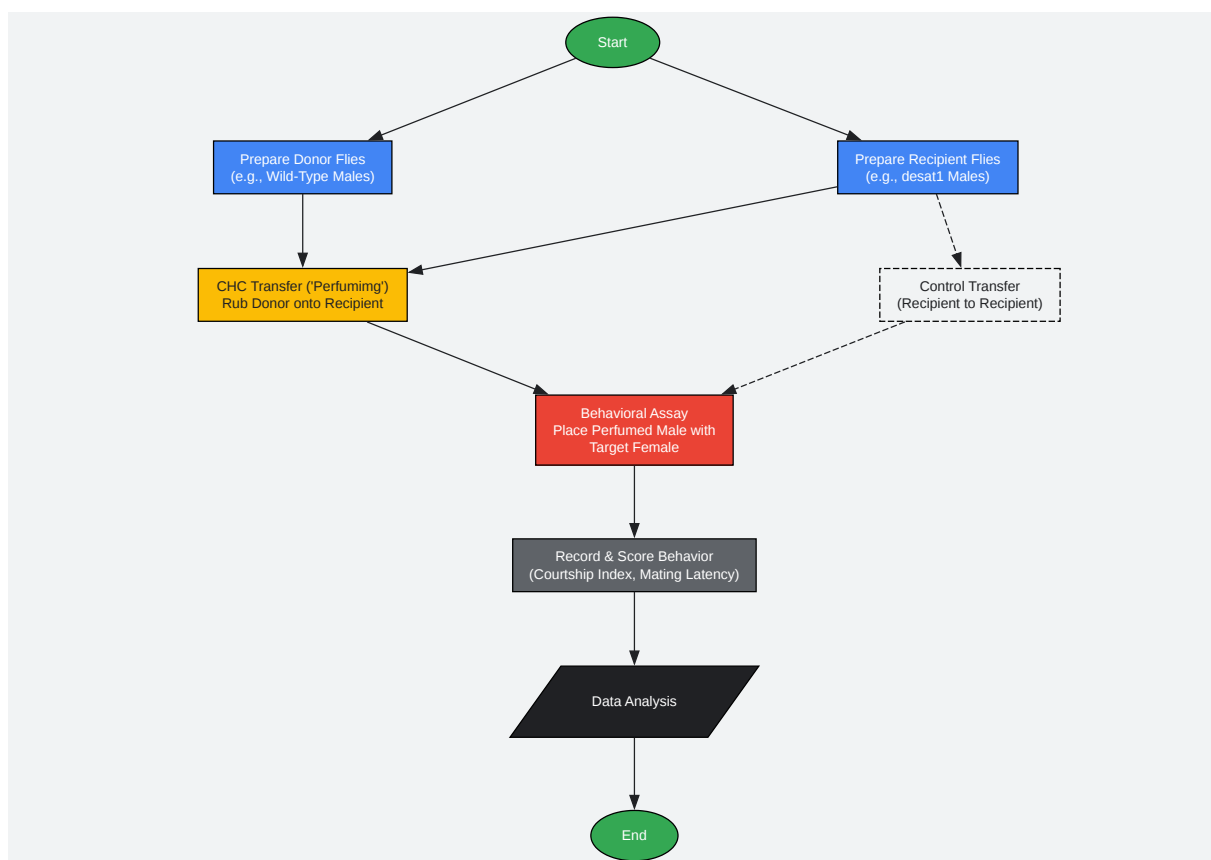 Start
Prepare Donor Flies
(e.g., Wild-Type Males)
Prepare Recipient Flies
(e.g., desat1 Males)
CHC Transfer ('Perfumimg')
Rub Donor onto Recipient
Control Transfer
(Recipient to Recipient)
Behavioral Assay
Place Perfumed Male with
Target Female
Record & Score Behavior
(Courtship Index, Mating Latency)
Data Analysis
End